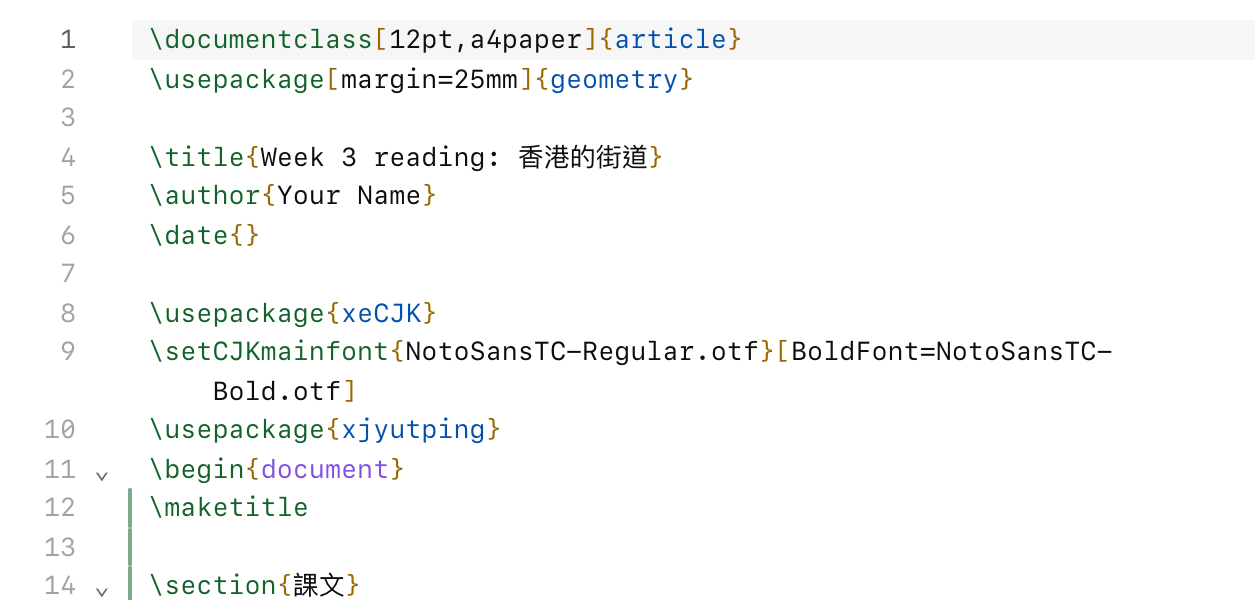 1 \documentclass[12pt,a4paper]{article}
2 \usepackage[margin=25mm]{geometry}
3
4 \title{Week 3 reading: 香港的街道}
5 \author{Your Name}
6 \date{}
7
8 \usepackage{xeCJK}
9 \setCJKmainfont{NotoSansTC-Regular.otf}[BoldFont=NotoSansTC-
Bold.otf]
10 \usepackage{xjyutping}
11 \begin{document}
12 \maketitle
13
14 \section{課文}